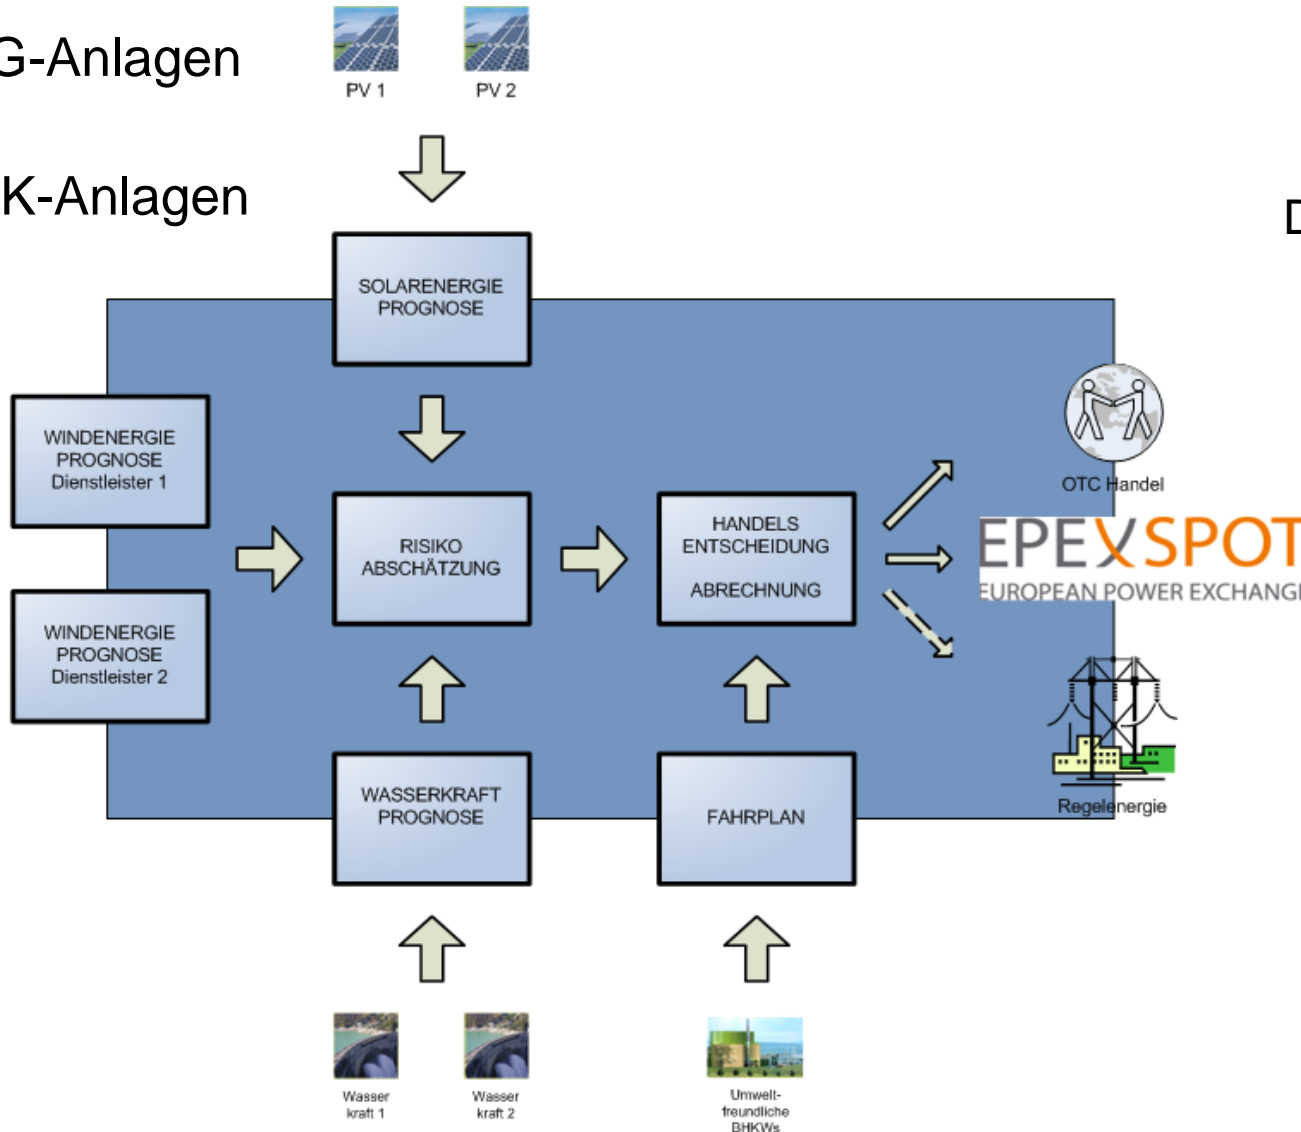 G-Anlagen
PV 1
PV 2
K-Anlagen
SOLARENERGIE
PROGNOSE
WINDENERGIE
PROGNOSE
Dienstleister 1
OTC Handel
RISIKO
ABSCHÄTZUNG
HANDELS
ENTSCHEIDUNG
ABRECHNUNG
EPEXSPOT
EUROPEAN POWER EXCHANGE
WINDENERGIE
PROGNOSE
Dienstleister 2
WASSERKRAFT
PROGNOSE
FAHRPLAN
Regelenergie
Wasser
kraft 1
Wasser
kraft 2
Umwelt-
freundliche
BHKWs